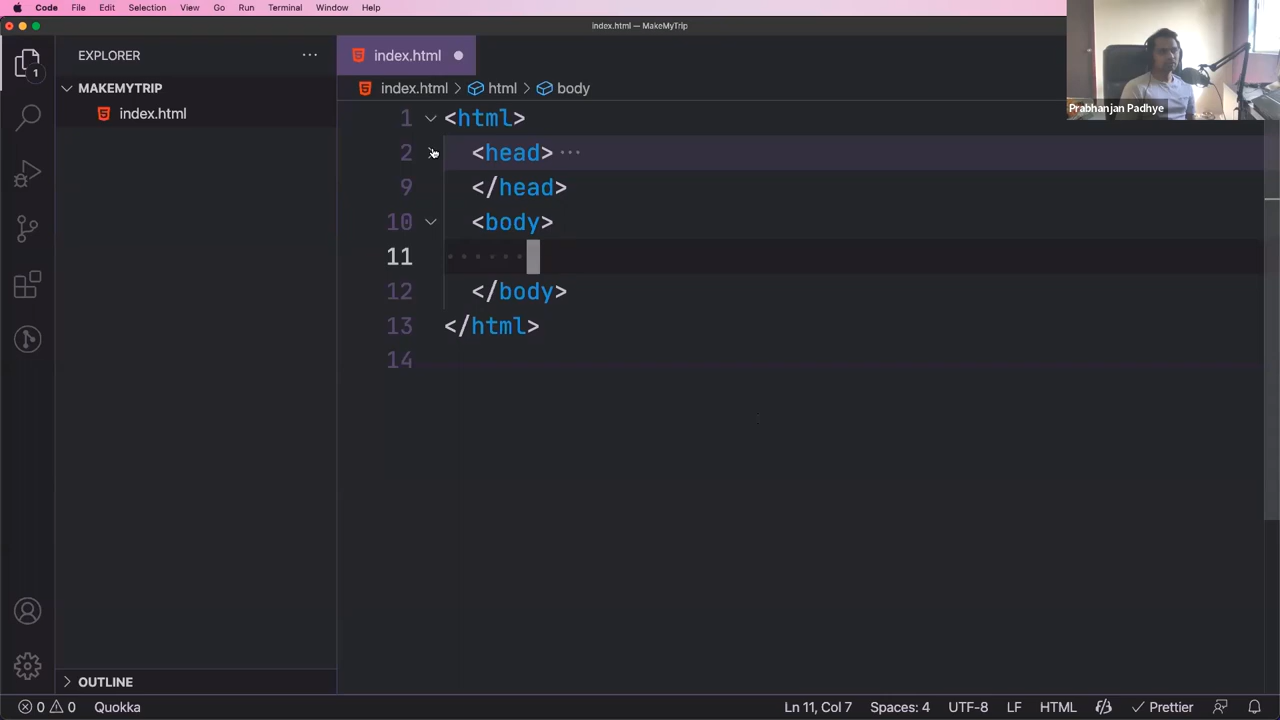 Code File Edit Selection View Go Run Terminal Window Help
index.html — MakeMyTrip
Prabhanjan Padhye
EXPLORER ···
index.html
1
MAKEMYTRIP
index.html
index.html > html > body
1 <html>
2 <head> ···
9 </head>
10 <body>
11
12 </body>
13 </html>
14
OUTLINE
0 0 Quokka Ln 11, Col 7 Spaces: 4 UTF-8 LF HTML Prettier